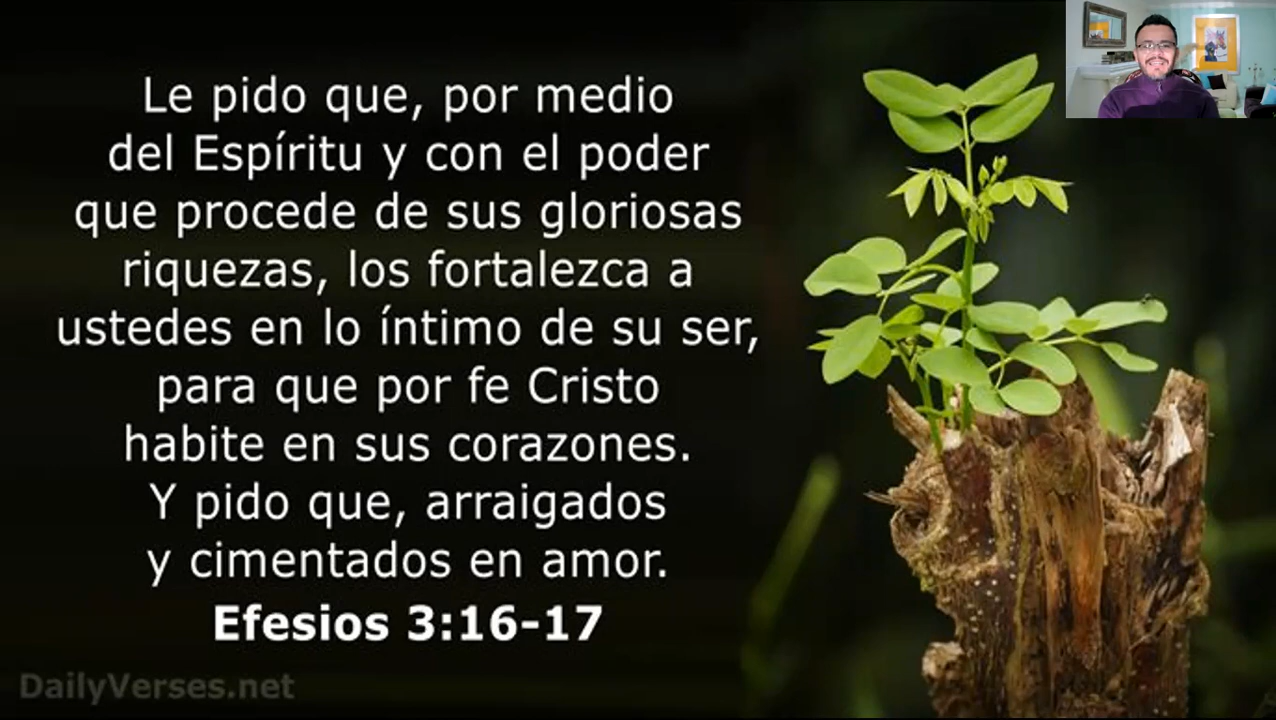 Le pido que, por medio
del Espíritu y con el poder
que procede de sus gloriosas
riquezas, los fortalezca a
ustedes en lo íntimo de su ser,
para que por fe Cristo
habite en sus corazones.
Y pido que, arraigados
y cimentados en amor.
Efesios 3:16-17
DailyVerses.net